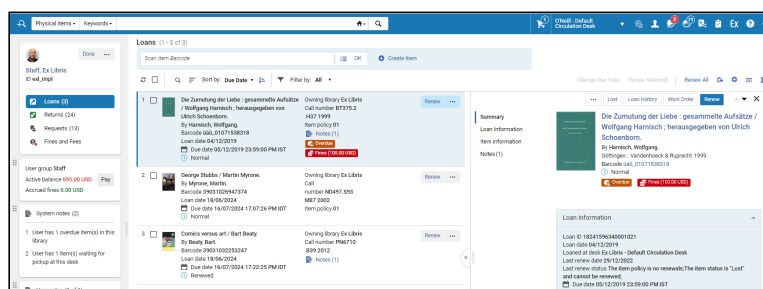 Physical items
Keywords
O'Neill - Default
Circulation Desk
EX
Done
Staff, Ex Libris
ID exl_impl
Loans (3)
Returns (24)
Requests (13)
Fines and Fees
User group Staff
Active balance 695.00 USD
Pay
Accrued fines 0.00 USD
System notes (2)
1 User has 1 overdue item(s) in this
library
2 User has 1 item(s) waiting for
pickup at this desk
Loans (1 - 3 of 3)
Scan Item Barcode
OK
Create Item
Sort by: Due Date
Filter by: All
Change Due Date
Renew Selected
Renew All
1
Die Zumutung der Liebe : gesammelte Aufsätze
/ Wolfgang Harnisch ; herausgegeben von
Ulrich Schoenborn.
By Harnisch, Wolfgang.
Barcode üäö_01071538318
Loan date 04/12/2019
Due date 05/12/2019 23:59:00 PM IST
Normal
Owning library Ex Libris
Call number BT375.2
.H37 1999
Item policy 01
Notes (1)
Overdue
Fines (100.00 USD)
Renew
2
George Stubbs / Martin Myrone.
By Myrone, Martin.
Barcode 39031026947374
Loan date 18/06/2024
Due date 16/07/2024 17:07:26 PM IDT
Normal
Owning library Ex Libris
Call
number ND497.S93
M87 2002
Item policy 01
Renew
3
Comics versus art / Bart Beaty.
By Beaty, Bart.
Barcode 39031032253247
Loan date 18/06/2024
Due date 16/07/2024 17:22:25 PM IDT
Renewed
Owning library Ex Libris
Call number PN6710
.B39 2012
Notes (1)
Renew
Summary
Loan information
Item information
Notes (1)
Lost
Loan History
Work Order
Renew
Die Zumutung der Liebe : gesammelte Aufsätze /
Wolfgang Harnisch ; herausgegeben von Ulrich
Schoenborn.
By Harnisch, Wolfgang.
Göttingen : Vandenhoeck & Ruprecht 1999.
Barcode üäö_01071538318
Normal
Overdue
Fines (100.00 USD)
Loan Information
Loan ID 18241596340001021
Loan date 04/12/2019
Loaned at desk Ex Libris - Default Circulation Desk
Last renew date 29/12/2022
Last renew status The item policy is no renewals;The item status is "Lost"
and cannot be renewed;
Due date 05/12/2019 23:59:00 PM IST